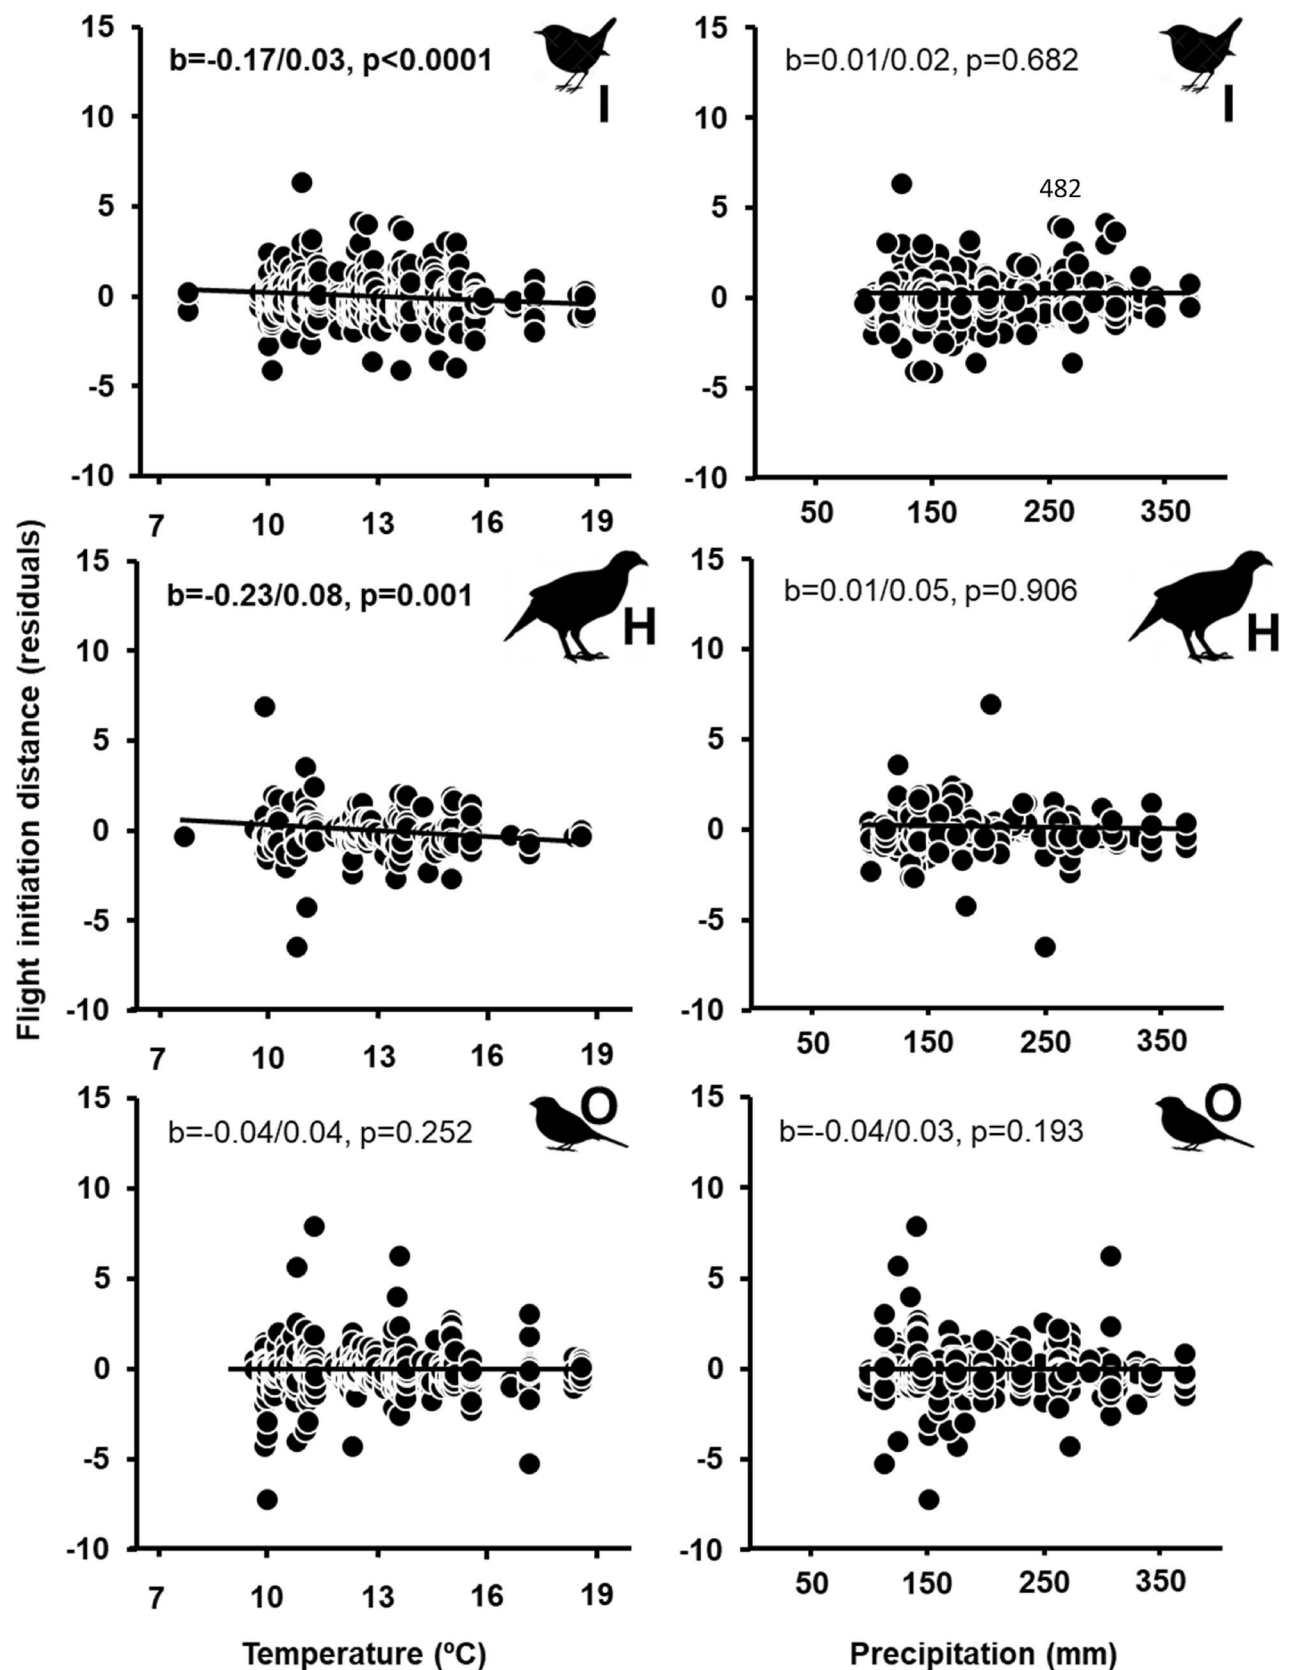 15
b=-0.17/0.03, p<0.0001
I
10
5
0
-5
-10
7 10 13 16 19
15
b=0.01/0.02, p=0.682
I
10
482
5
0
-5
-10
50 150 250 350
Flight initiation distance (residuals)
15
b=-0.23/0.08, p=0.001
H
10
5
0
-5
-10
7 10 13 16 19
15
b=0.01/0.05, p=0.906
H
10
5
0
-5
-10
50 150 250 350
15
b=-0.04/0.04, p=0.252
O
10
5
0
-5
-10
7 10 13 16 19
Temperature (ºC)
15
b=-0.04/0.03, p=0.193
O
10
5
0
-5
-10
50 150 250 350
Precipitation (mm)